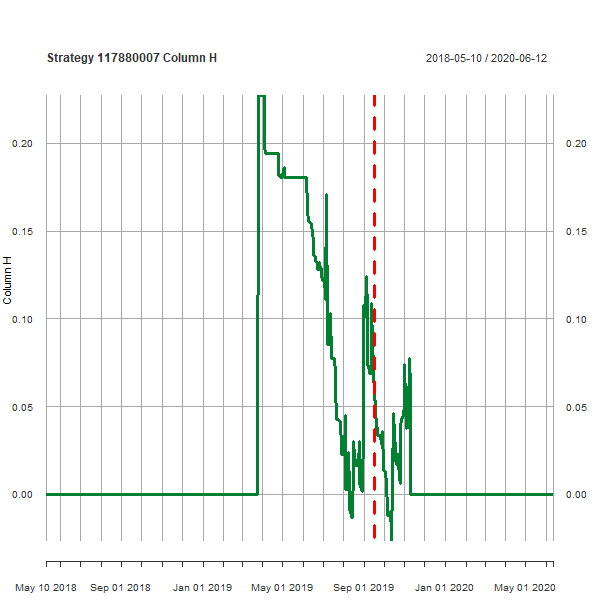 Strategy 117880007 Column H
2018-05-10 / 2020-06-12
0.20 0.20
0.15 0.15
0.10 0.10
0.05 0.05
0.00 0.00
Column H
May 10 2018 Sep 01 2018 Jan 01 2019 May 01 2019 Sep 01 2019 Jan 01 2020 May 01 2020